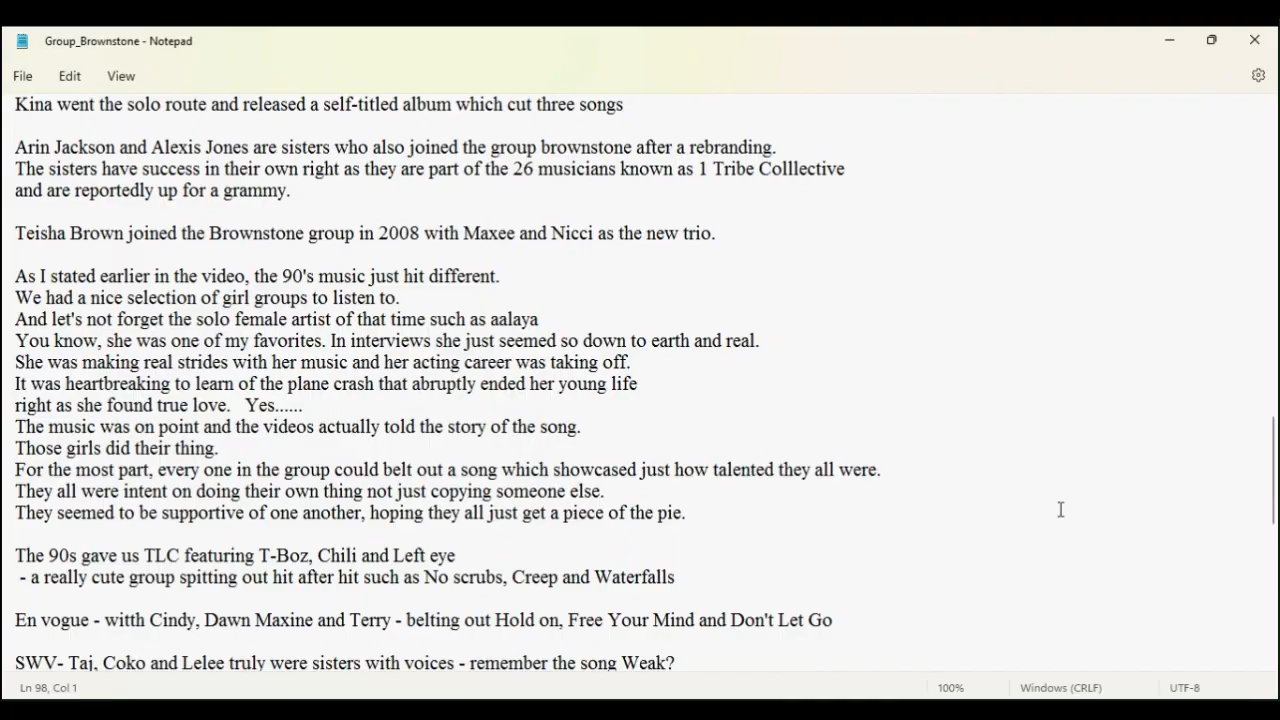 Group_Brownstone - Notepad
File Edit View
Kina went the solo route and released a self-titled album which cut three songs
Arin Jackson and Alexis Jones are sisters who also joined the group brownstone after a rebranding.
The sisters have success in their own right as they are part of the 26 musicians known as 1 Tribe Colllective
and are reportedly up for a grammy.
Teisha Brown joined the Brownstone group in 2008 with Maxee and Nicci as the new trio.
As I stated earlier in the video, the 90's music just hit different.
We had a nice selection of girl groups to listen to.
And let's not forget the solo female artist of that time such as aalaya
You know, she was one of my favorites. In interviews she just seemed so down to earth and real.
She was making real strides with her music and her acting career was taking off.
It was heartbreaking to learn of the plane crash that abruptly ended her young life
right as she found true love. Yes......
The music was on point and the videos actually told the story of the song.
Those girls did their thing.
For the most part, every one in the group could belt out a song which showcased just how talented they all were.
They all were intent on doing their own thing not just copying someone else.
They seemed to be supportive of one another, hoping they all just get a piece of the pie.
The 90s gave us TLC featuring T-Boz, Chili and Left eye
- a really cute group spitting out hit after hit such as No scrubs, Creep and Waterfalls
En vogue - witth Cindy, Dawn Maxine and Terry - belting out Hold on, Free Your Mind and Don't Let Go
SWV- Taj, Coko and Lelee truly were sisters with voices - remember the song Weak?
Ln 98, Col 1 100% Windows (CRLF) UTF-8